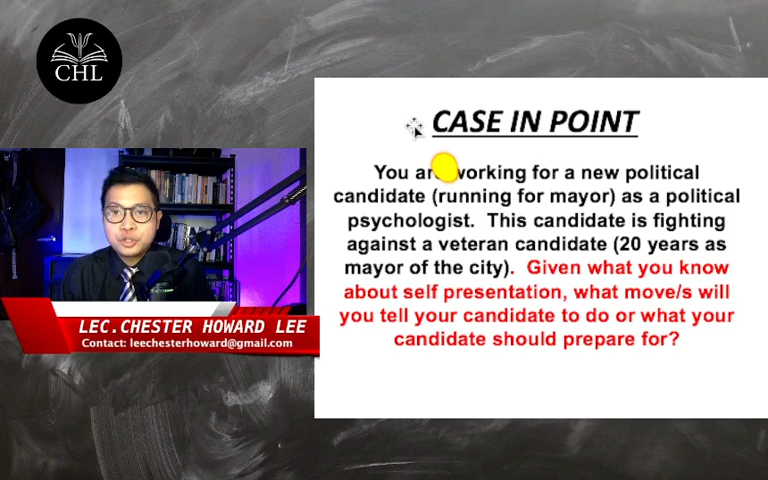 CHL
CASE IN POINT
You working for a new political
candidate (running for mayor) as a political
psychologist. This candidate is fighting
against a veteran candidate (20 years as
mayor of the city). Given what you know
about self presentation, what move/s will
you tell your candidate to do or what your
candidate should prepare for?
LEC.CHESTER HOWARD LEE
Contact: leechesterhoward@gmail.com